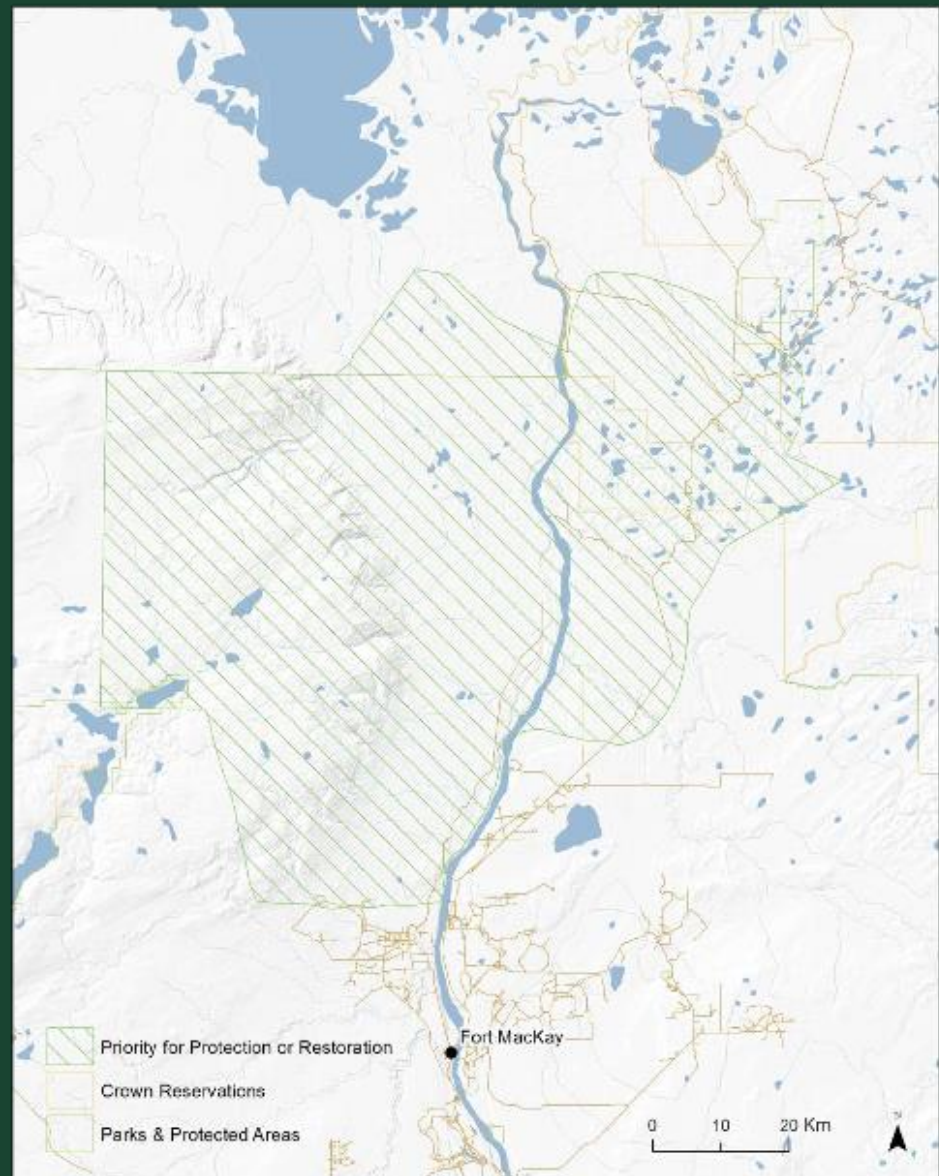 Fort MacKay
Priority for Protection or Restoration
Crown Reservations
Parks & Protected Areas
0 10 20 Km
N